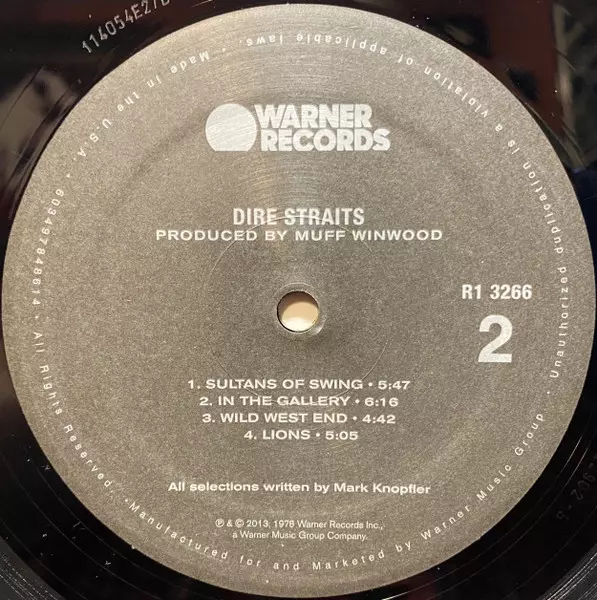 114054E2/B
WARNER
RECORDS
DIRE STRAITS
PRODUCED BY MUFF WINWOOD
R1 3266
2
1. SULTANS OF SWING • 5:47
2. IN THE GALLERY • 6:16
3. WILD WEST END • 4:42
4. LIONS • 5:05
All selections written by Mark Knopfler
℗ & © 2013, 1978 Warner Records Inc.,
a Warner Music Group Company.
•Manufactured for and Marketed by Warner Music Group • Unauthorized duplication is a violation of applicable laws. • Made in the U.S.A. • 603497848614 • All Rights Reserved.